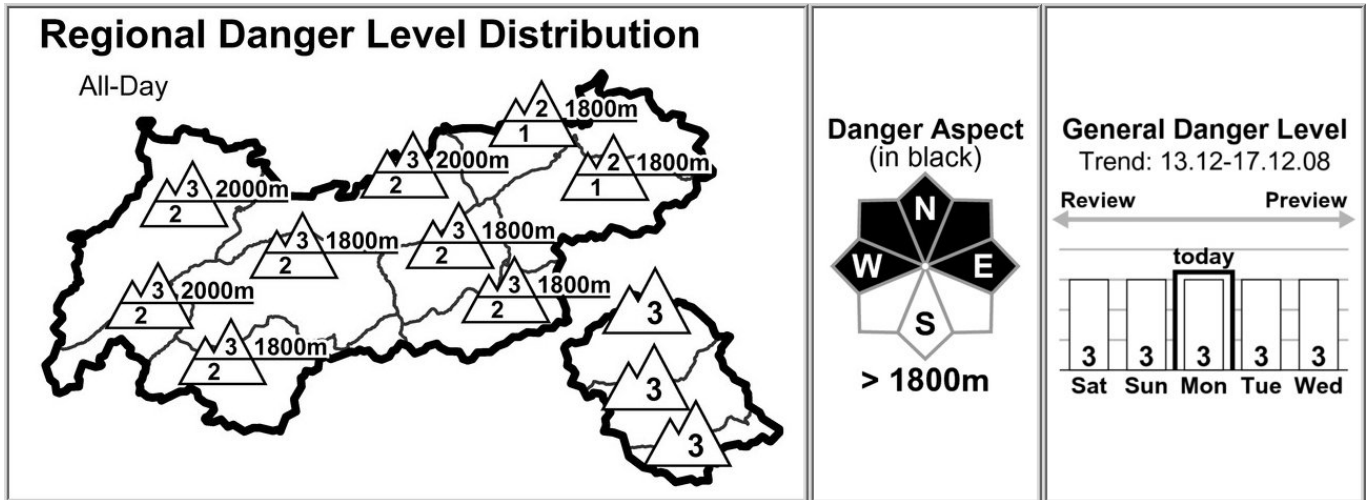 Regional Danger Level Distribution
All-Day
2 1800m
1
3 2000m
2
2 1800m
1
3 2000m
2
3 1800m
2
3 1800m
2
3 2000m
2
3 1800m
2
3 1800m
2
3
3
3
Danger Aspect
(in black)
N
W E
S
> 1800m
General Danger Level
Trend: 13.12-17.12.08
Review Preview
today
3 3 3 3 3
Sat Sun Mon Tue Wed